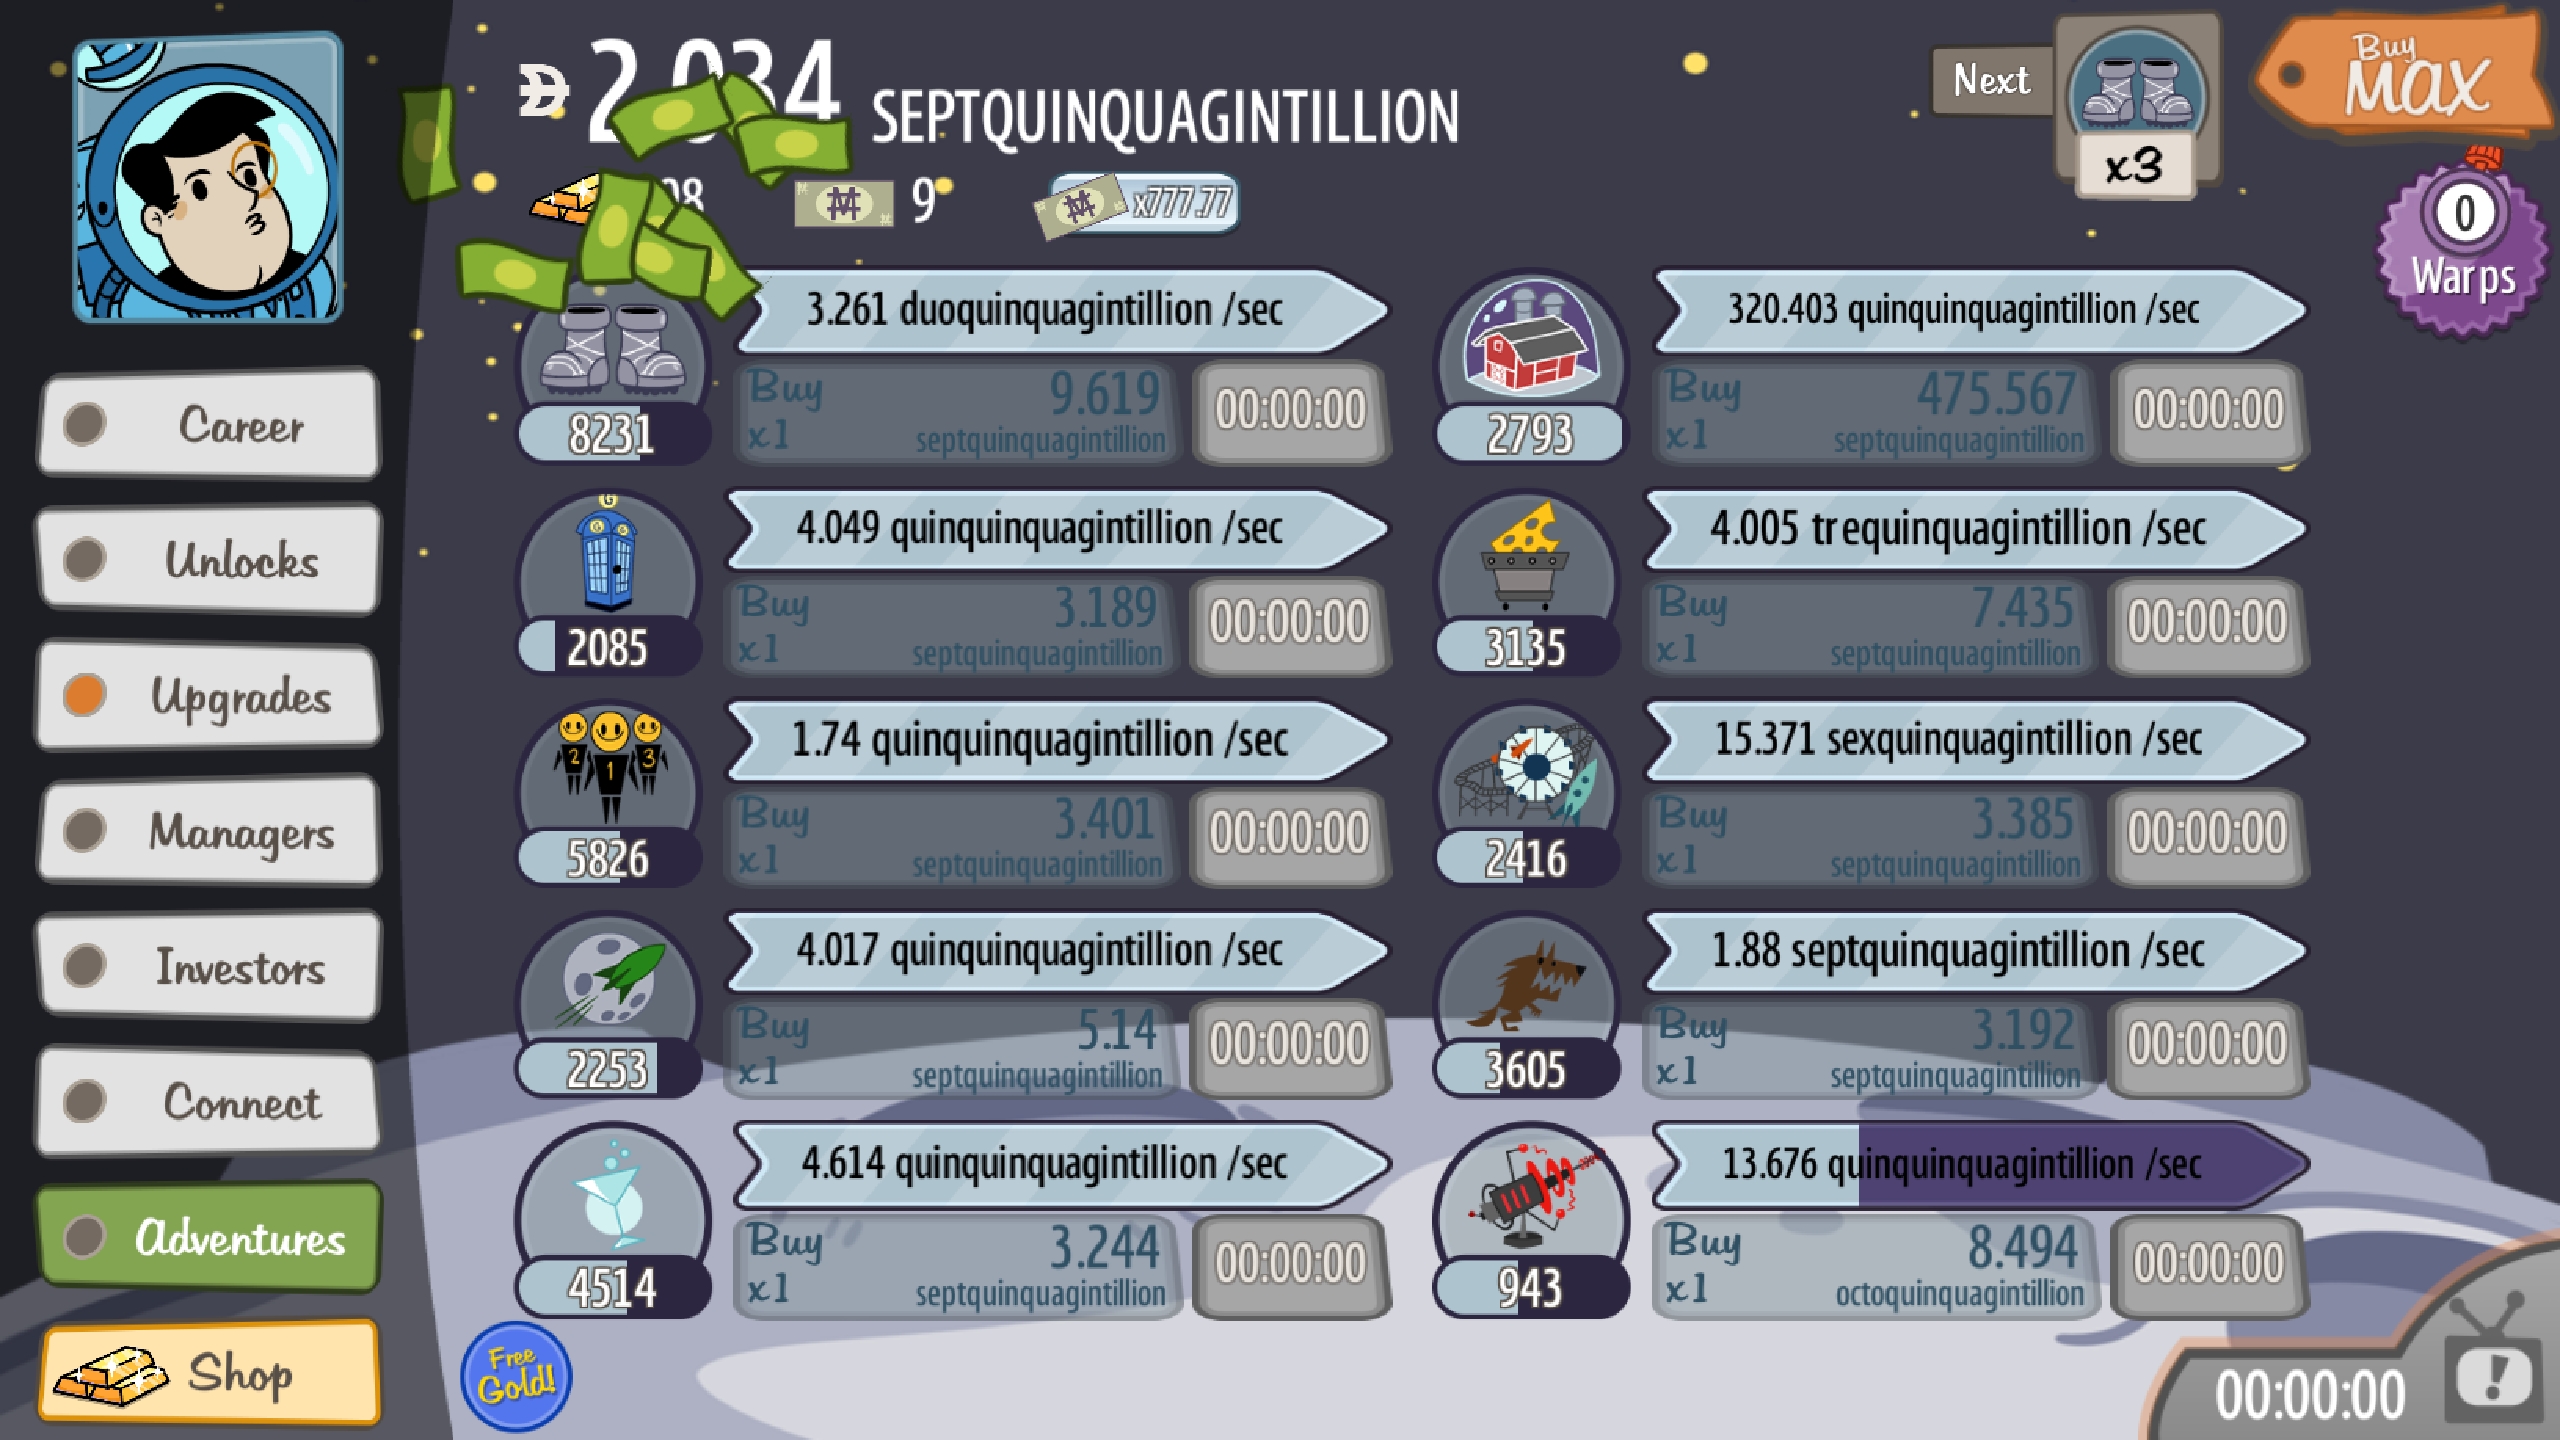 SEPTQUINQUAGINTILLION
9
x777.77
Next
x3
Buy
MAX
0
Warps
Career
Unlocks
Upgrades
Managers
Investors
Connect
Adventures
Shop
3.261 duoquinquagintillion /sec
8231
Buy
x1
9.619
septquinquagintillion
00:00:00
320.403 quinquinquagintillion /sec
2793
Buy
x1
475.567
septquinquagintillion
00:00:00
4.049 quinquinquagintillion /sec
2085
Buy
x1
3.189
septquinquagintillion
00:00:00
4.005 trequinquagintillion /sec
3135
Buy
x1
7.435
septquinquagintillion
00:00:00
2
1
3
1.74 quinquinquagintillion /sec
5826
Buy
x1
3.401
septquinquagintillion
00:00:00
15.371 sexquinquagintillion /sec
2416
Buy
x1
3.385
septquinquagintillion
00:00:00
4.017 quinquinquagintillion /sec
2253
Buy
x1
5.14
septquinquagintillion
00:00:00
1.88 septquinquagintillion /sec
3605
Buy
x1
3.192
septquinquagintillion
00:00:00
4.614 quinquinquagintillion /sec
4514
Buy
x1
3.244
septquinquagintillion
00:00:00
13.676 quinquinquagintillion /sec
943
Buy
x1
8.494
octoquinquagintillion
00:00:00
Free
Gold!
00:00:00